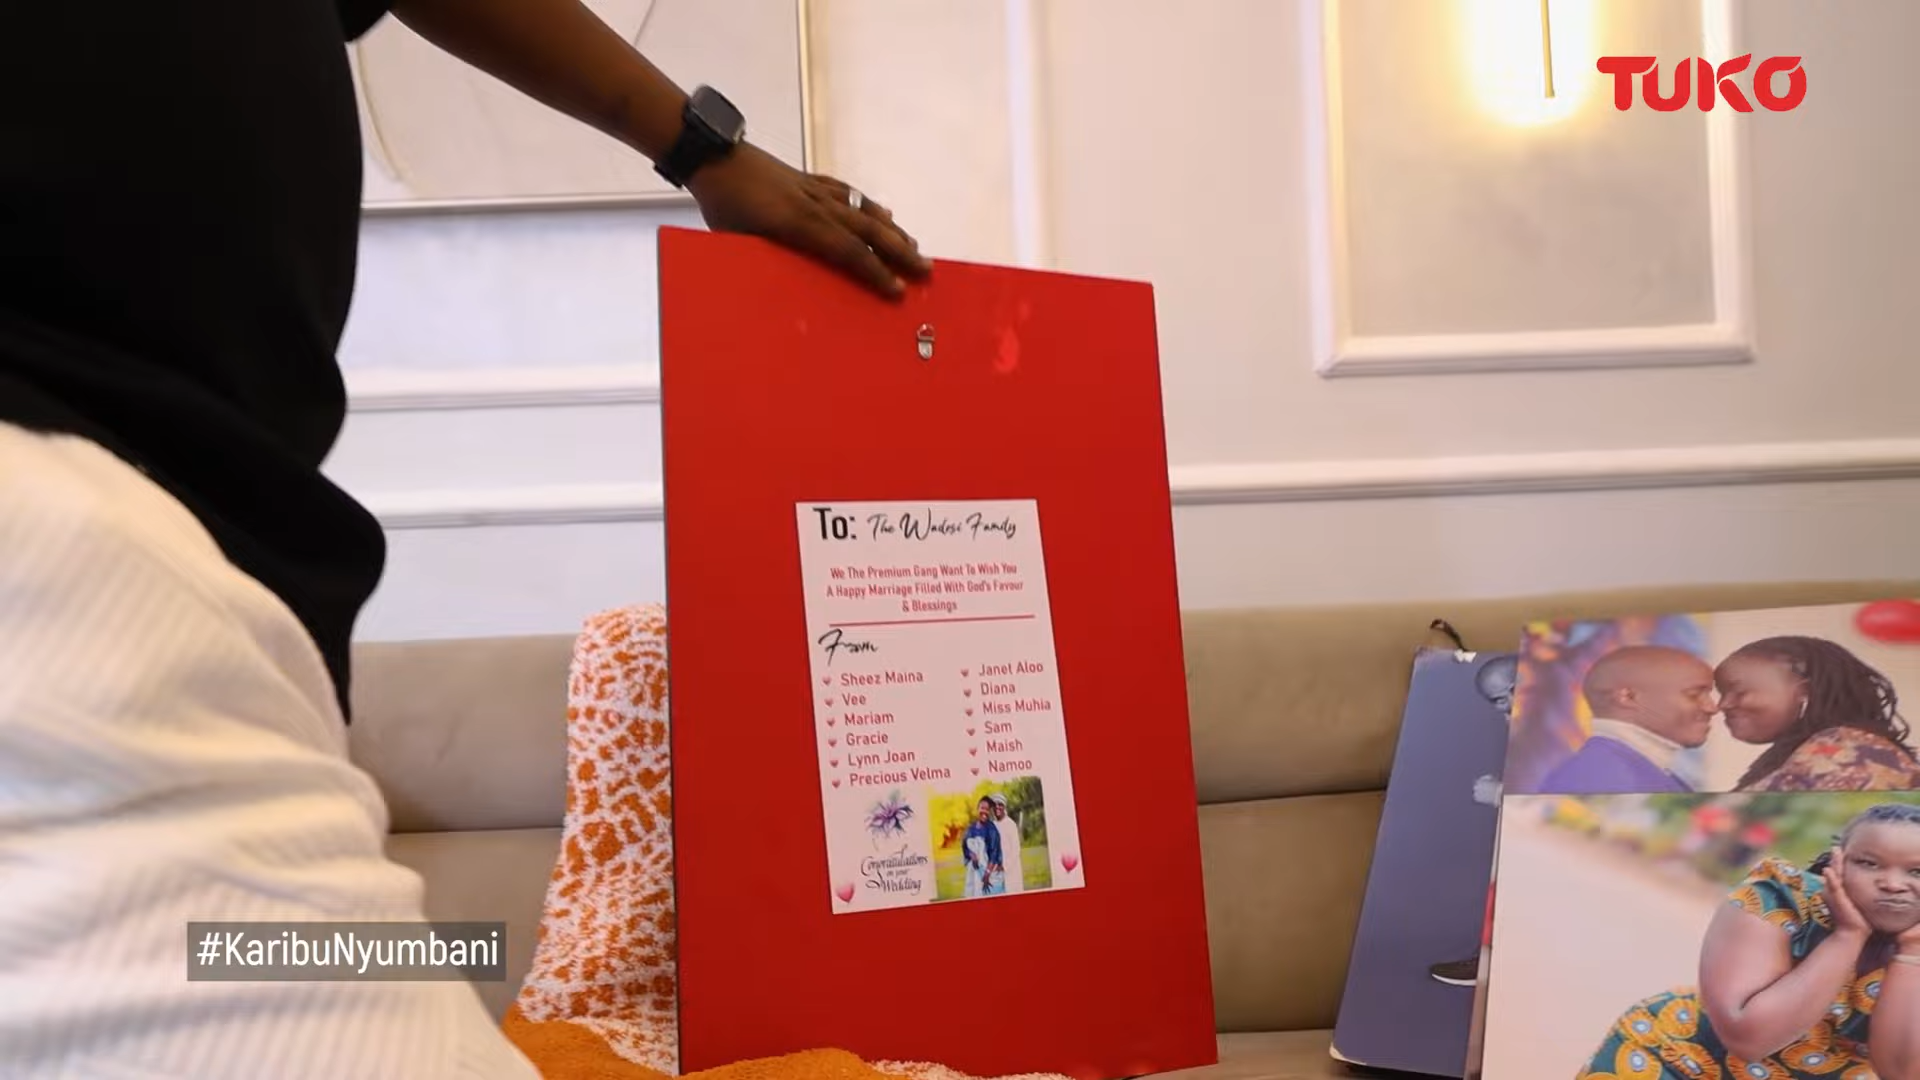 TUKO
To: The Wadosi Family
We The Premium Gang Want To Wish You
A Happy Marriage Filled With God's Favour
& Blessings
From
Sheez Maina
Vee
Mariam
Gracie
Lynn Joan
Precious Velma
Janet Aloo
Diana
Miss Muhia
Sam
Maish
Namoo
Congratulations
on your
Wedding
#KaribuNyumbani